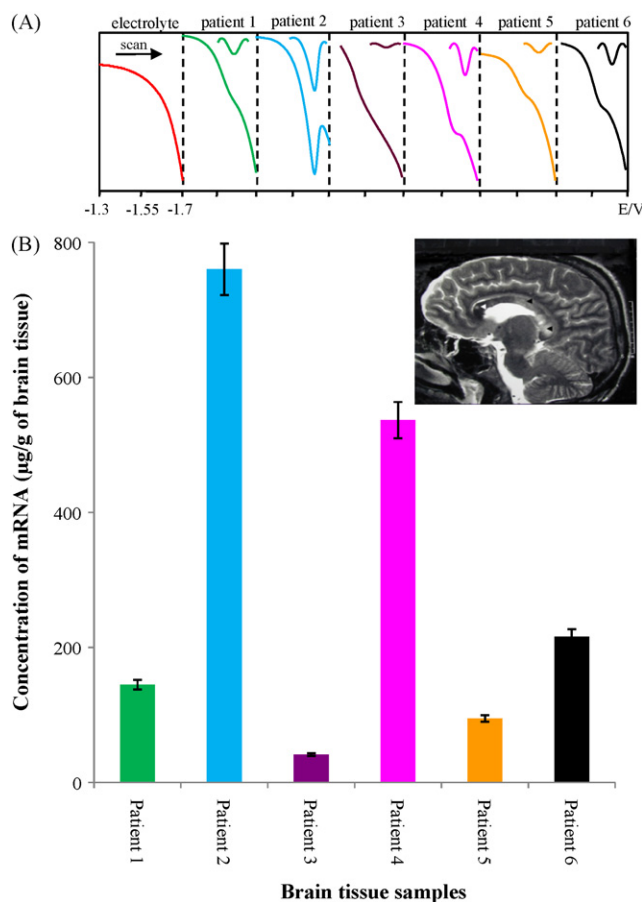 (A) electrolyte patient 1 patient 2 patient 3 patient 4 patient 5 patient 6
scan
-1.3 -1.55 -1.7 E/V
(B)
800
600
400
200
0
Concentration of mRNA (µg/g of brain tissue)
Patient 1
Patient 2
Patient 3
Patient 4
Patient 5
Patient 6
Brain tissue samples